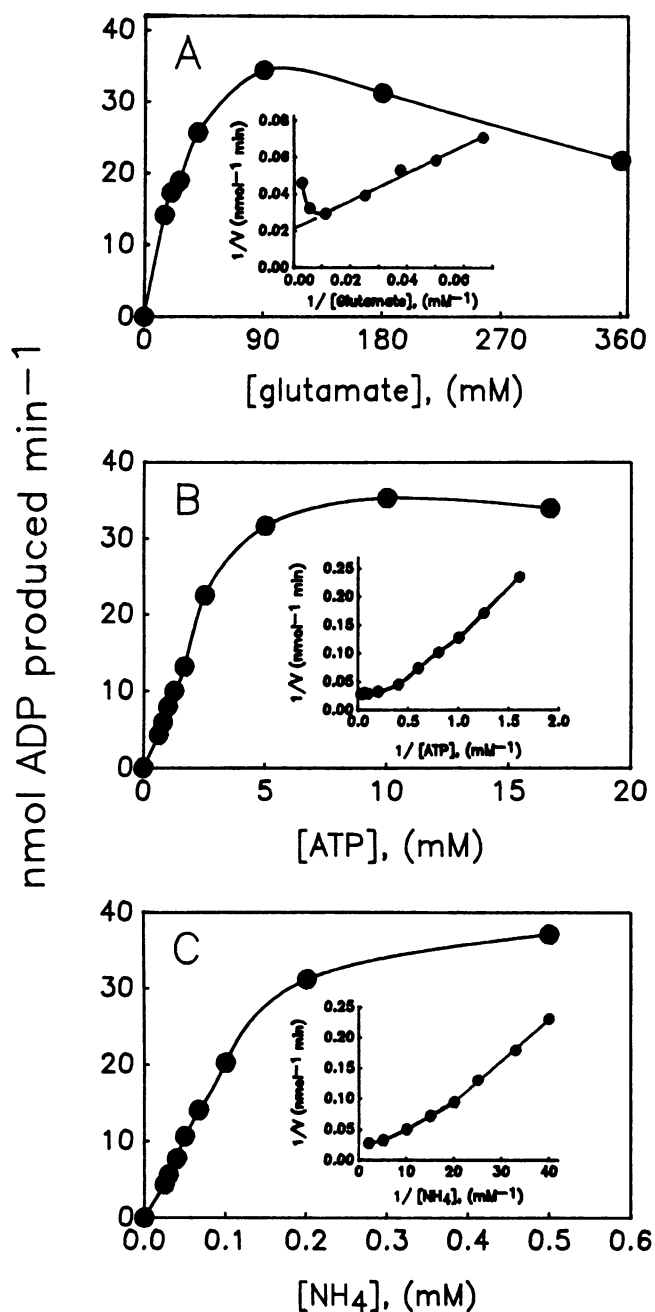 nmol ADP produced min−1
A
40
30
20
10
0
0 90 180 270 360
[glutamate], (mM)
1/V (nmol−1 min)
0.08
0.06
0.04
0.02
0.00
0.00 0.02 0.04 0.06
1/ [Glutamate], (mM−1)
B
40
30
20
10
0
0 5 10 15 20
[ATP], (mM)
1/V (nmol−1 min)
0.25
0.20
0.15
0.10
0.05
0.00
0.0 0.5 1.0 1.5 2.0
1/ [ATP], (mM−1)
C
40
30
20
10
0
0.0 0.1 0.2 0.3 0.4 0.5 0.6
[NH4], (mM)
1/V (nmol−1 min)
0.25
0.20
0.15
0.10
0.05
0.00
0 10 20 30 40
1/ [NH4], (mM−1)